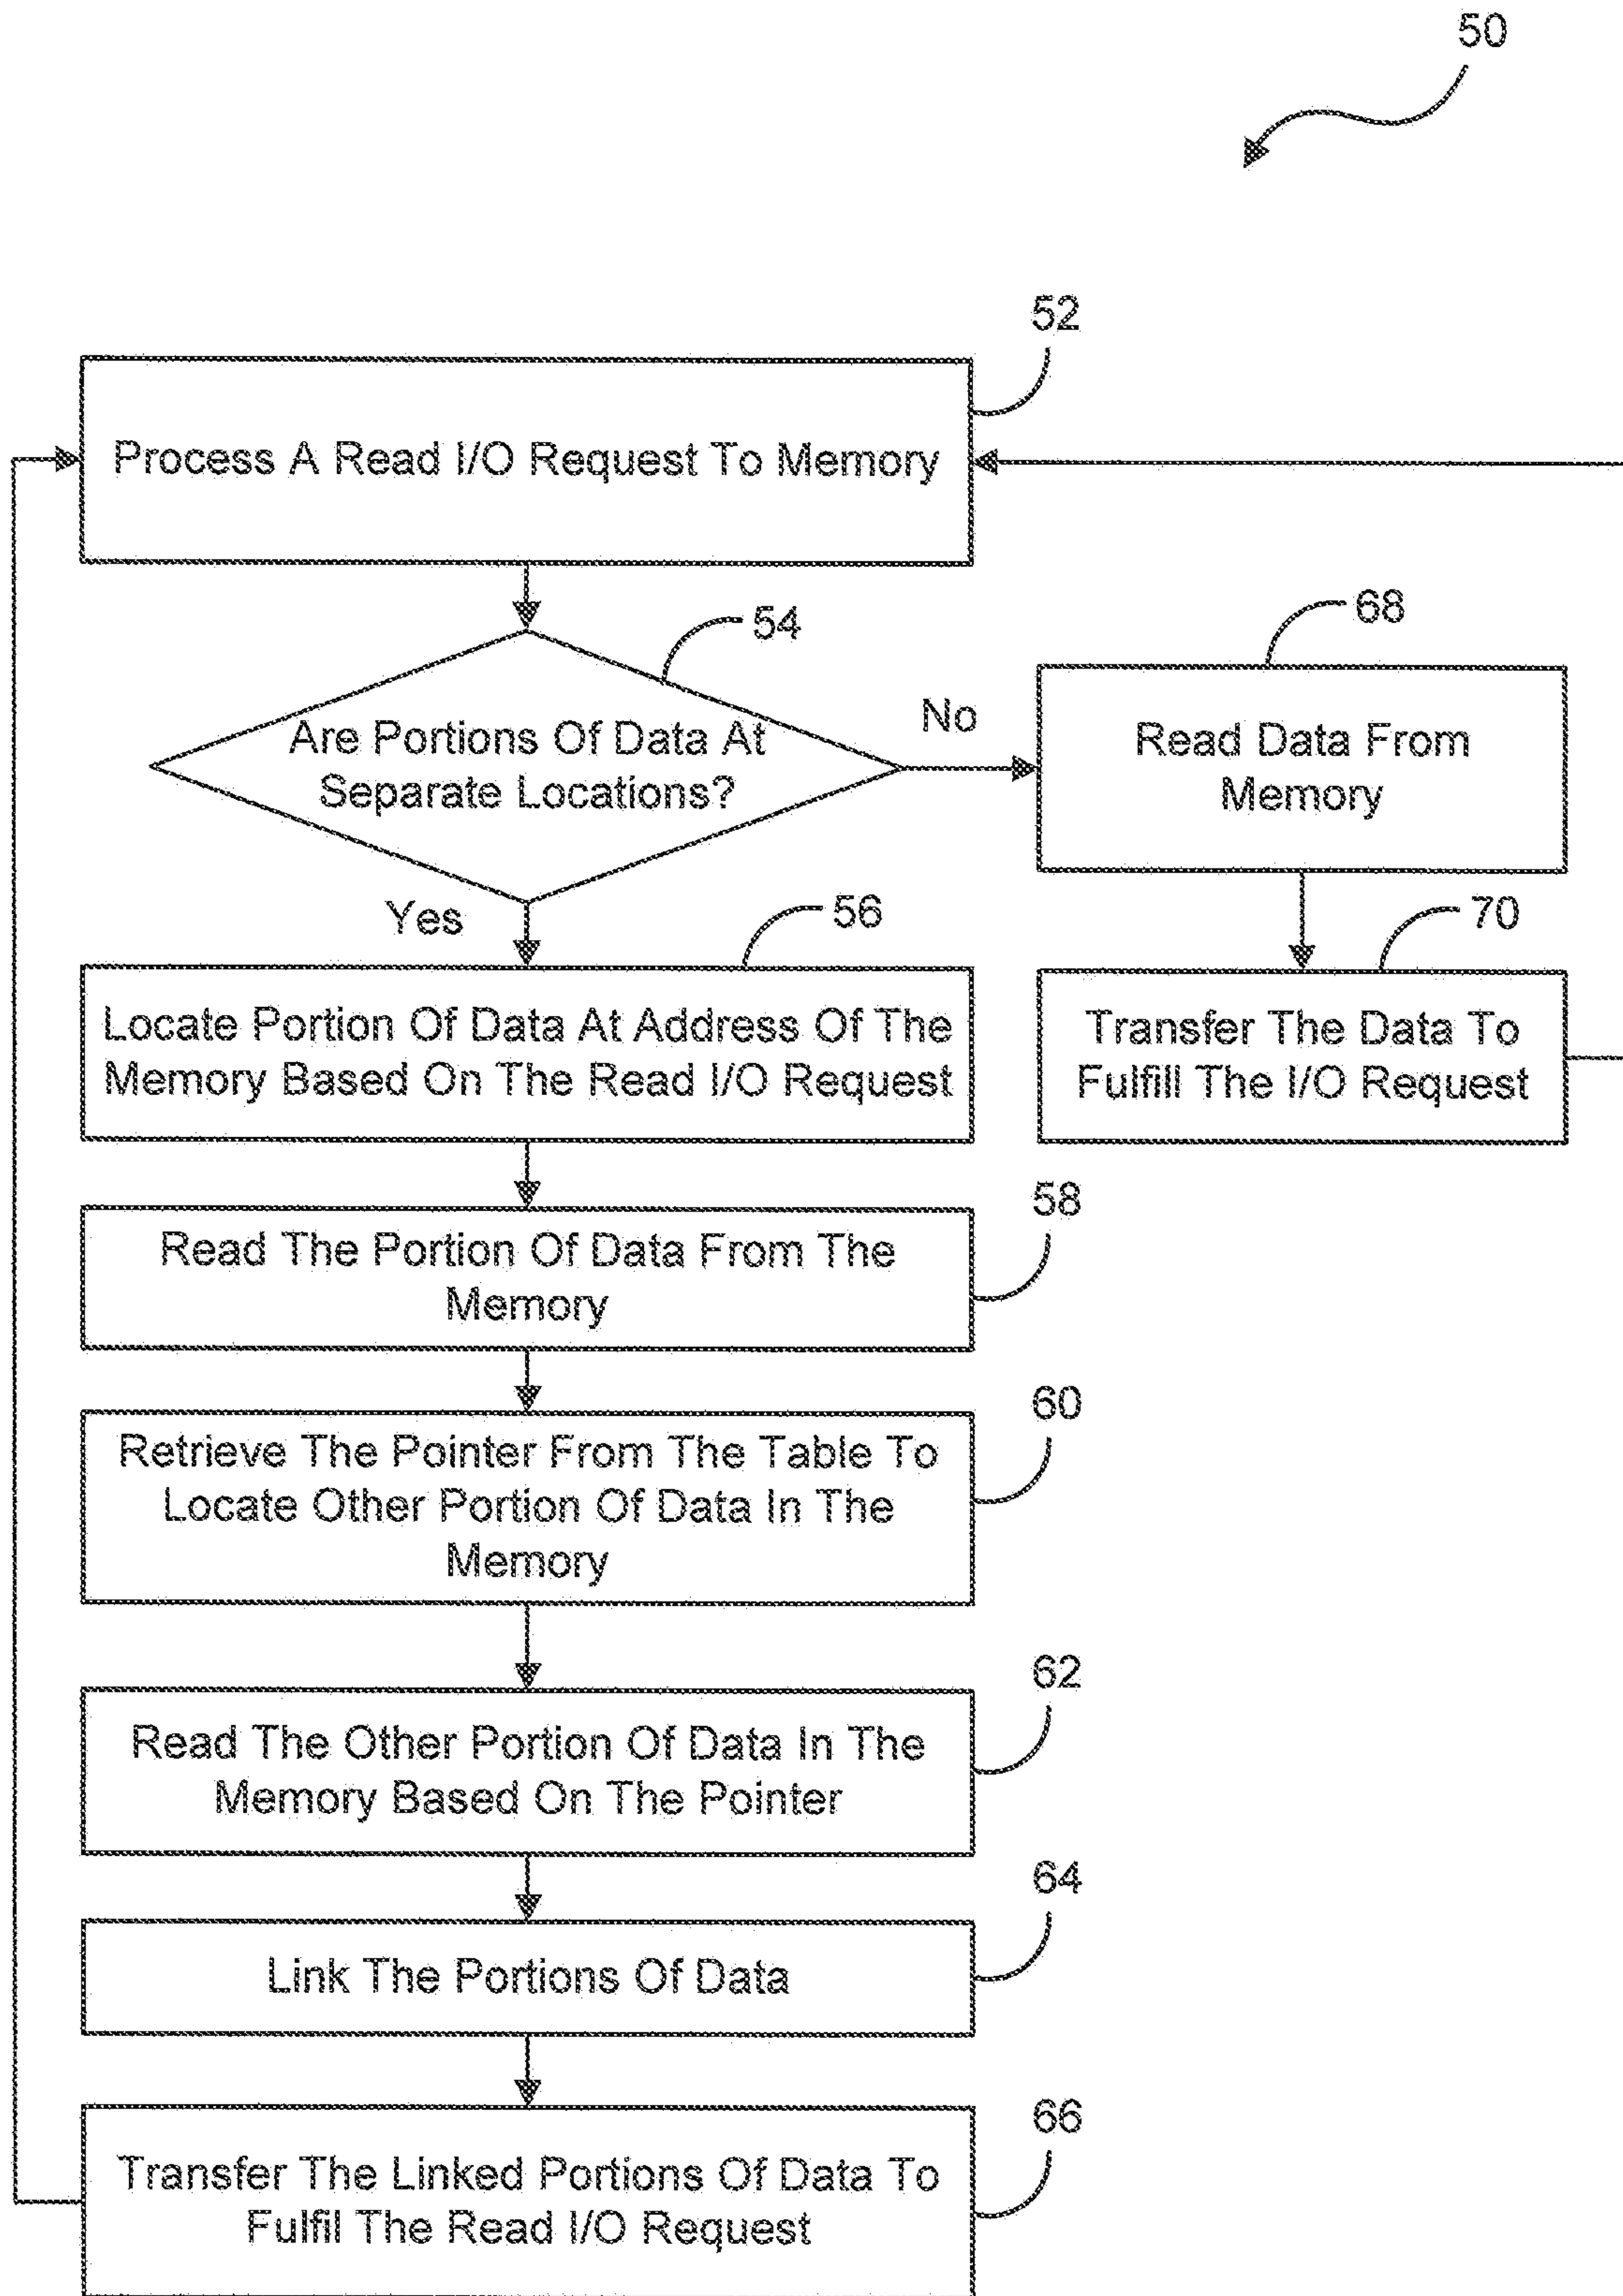 50
52
Process A Read I/O Request To Memory
54
68
Are Portions Of Data At
Separate Locations?
No
Read Data From
Memory
Yes
56
70
Locate Portion Of Data At Address Of The
Memory Based On The Read I/O Request
Transfer The Data To
Fulfill The I/O Request
58
Read The Portion Of Data From The
Memory
60
Retrieve The Pointer From The Table To
Locate Other Portion Of Data In The
Memory
62
Read The Other Portion Of Data In The
Memory Based On The Pointer
64
Link The Portions Of Data
66
Transfer The Linked Portions Of Data To
Fulfil The Read I/O Request